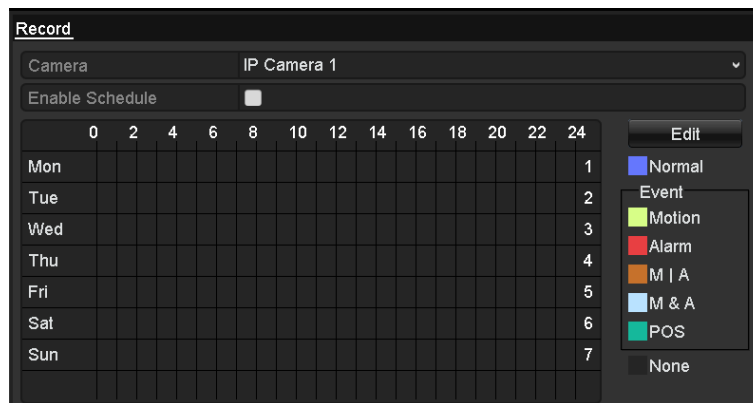 Record
Camera IP Camera 1
Enable Schedule
0 2 4 6 8 10 12 14 16 18 20 22 24 Edit
Mon 1 Normal
Event
Tue 2 Motion
Wed 3 Alarm
Thu 4 M | A
Fri 5 M & A
Sat 6 POS
Sun 7 None